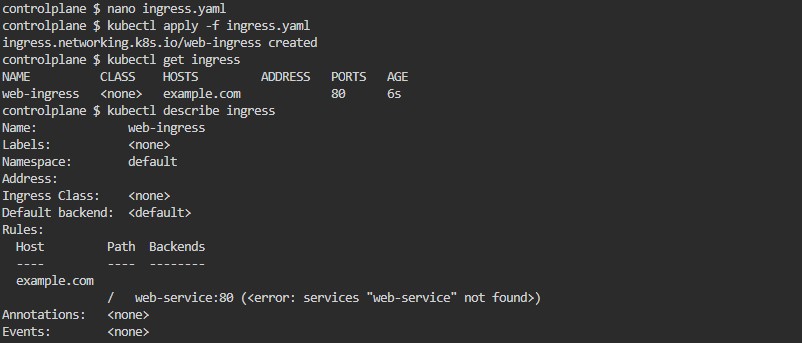 controlplane $ nano ingress.yaml
controlplane $ kubectl apply -f ingress.yaml
ingress.networking.k8s.io/web-ingress created
controlplane $ kubectl get ingress
NAME          CLASS    HOSTS         ADDRESS   PORTS   AGE
web-ingress   <none>   example.com             80      6s
controlplane $ kubectl describe ingress
Name:             web-ingress
Labels:           <none>
Namespace:        default
Address:
Ingress Class:    <none>
Default backend:  <default>
Rules:
  Host         Path  Backends
  ----         ----  --------
  example.com
               /   web-service:80 (<error: services "web-service" not found>)
Annotations:   <none>
Events:        <none>